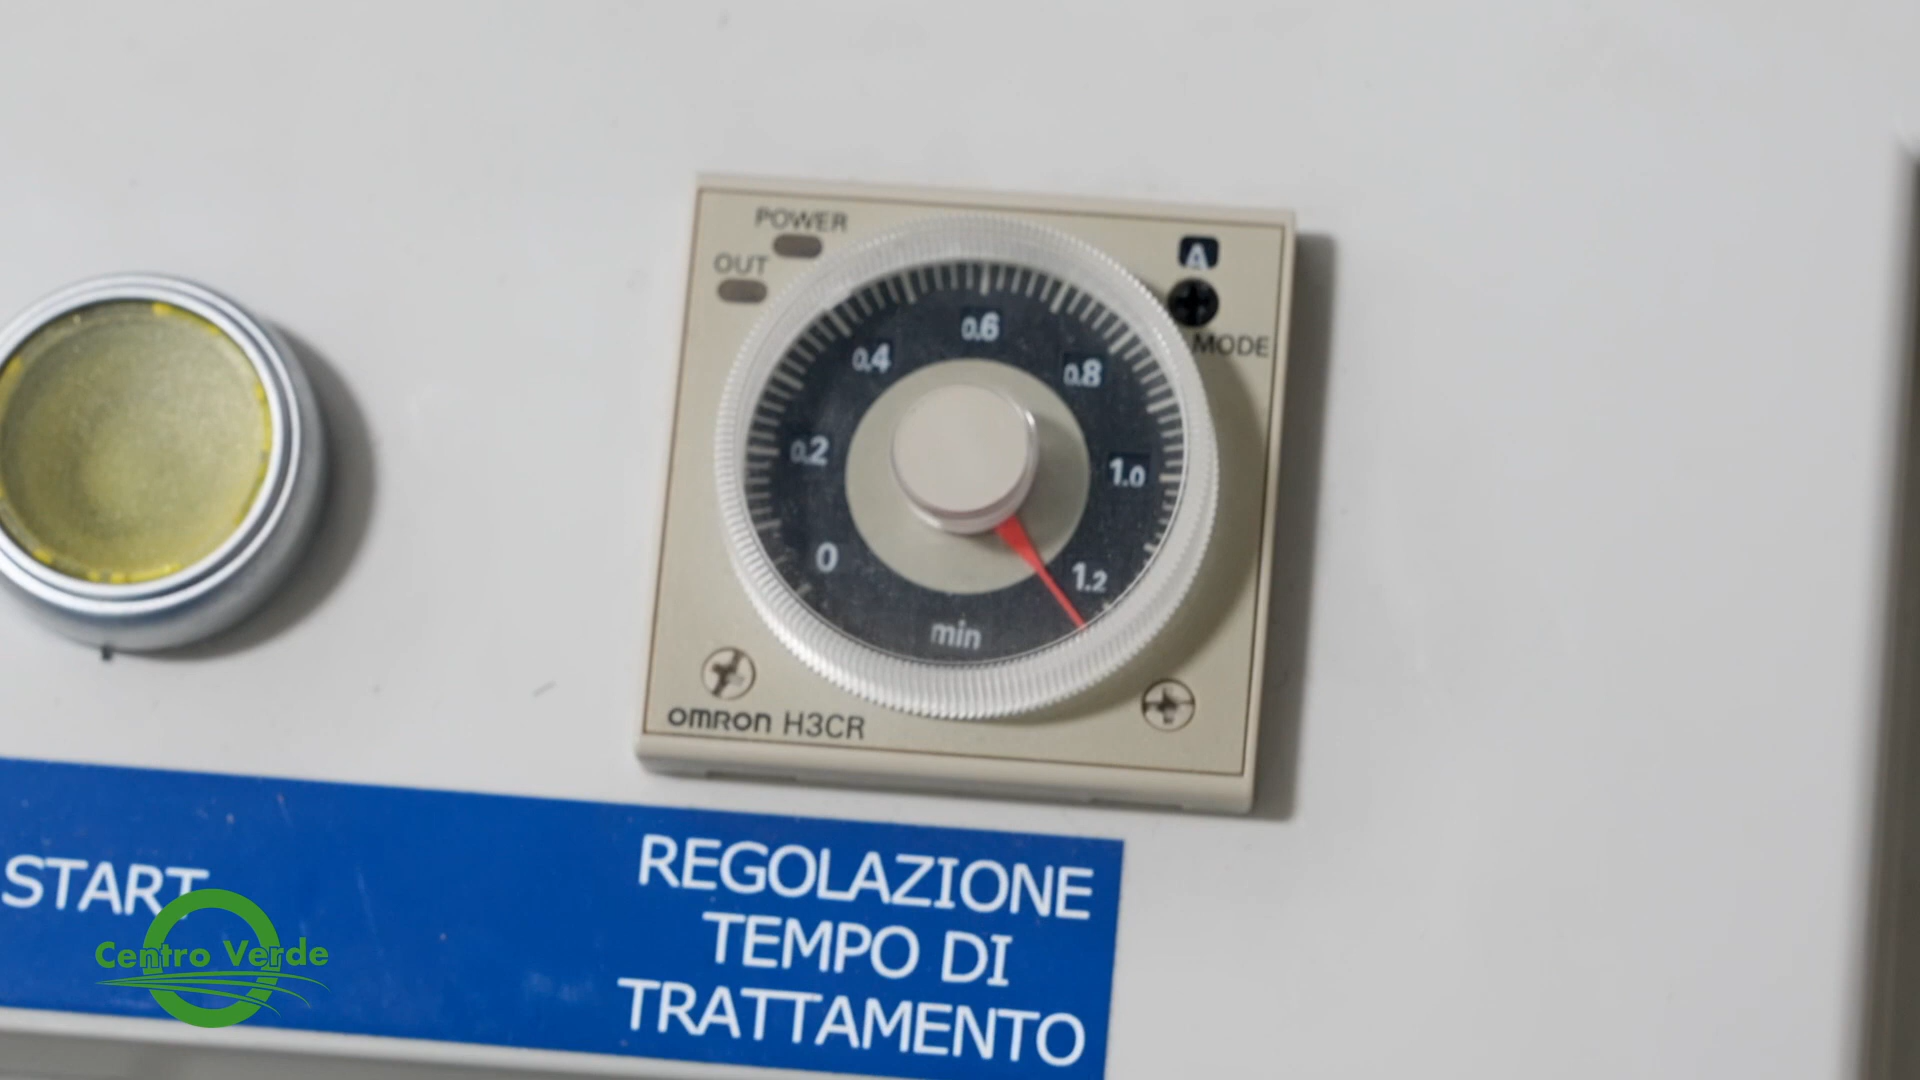 POWER
OUT
A
MODE
0.6
0.4
0.8
0.2
1.0
0
1.2
min
OMRON H3CR
START
REGOLAZIONE
TEMPO DI
TRATTAMENTO
Centro Verde